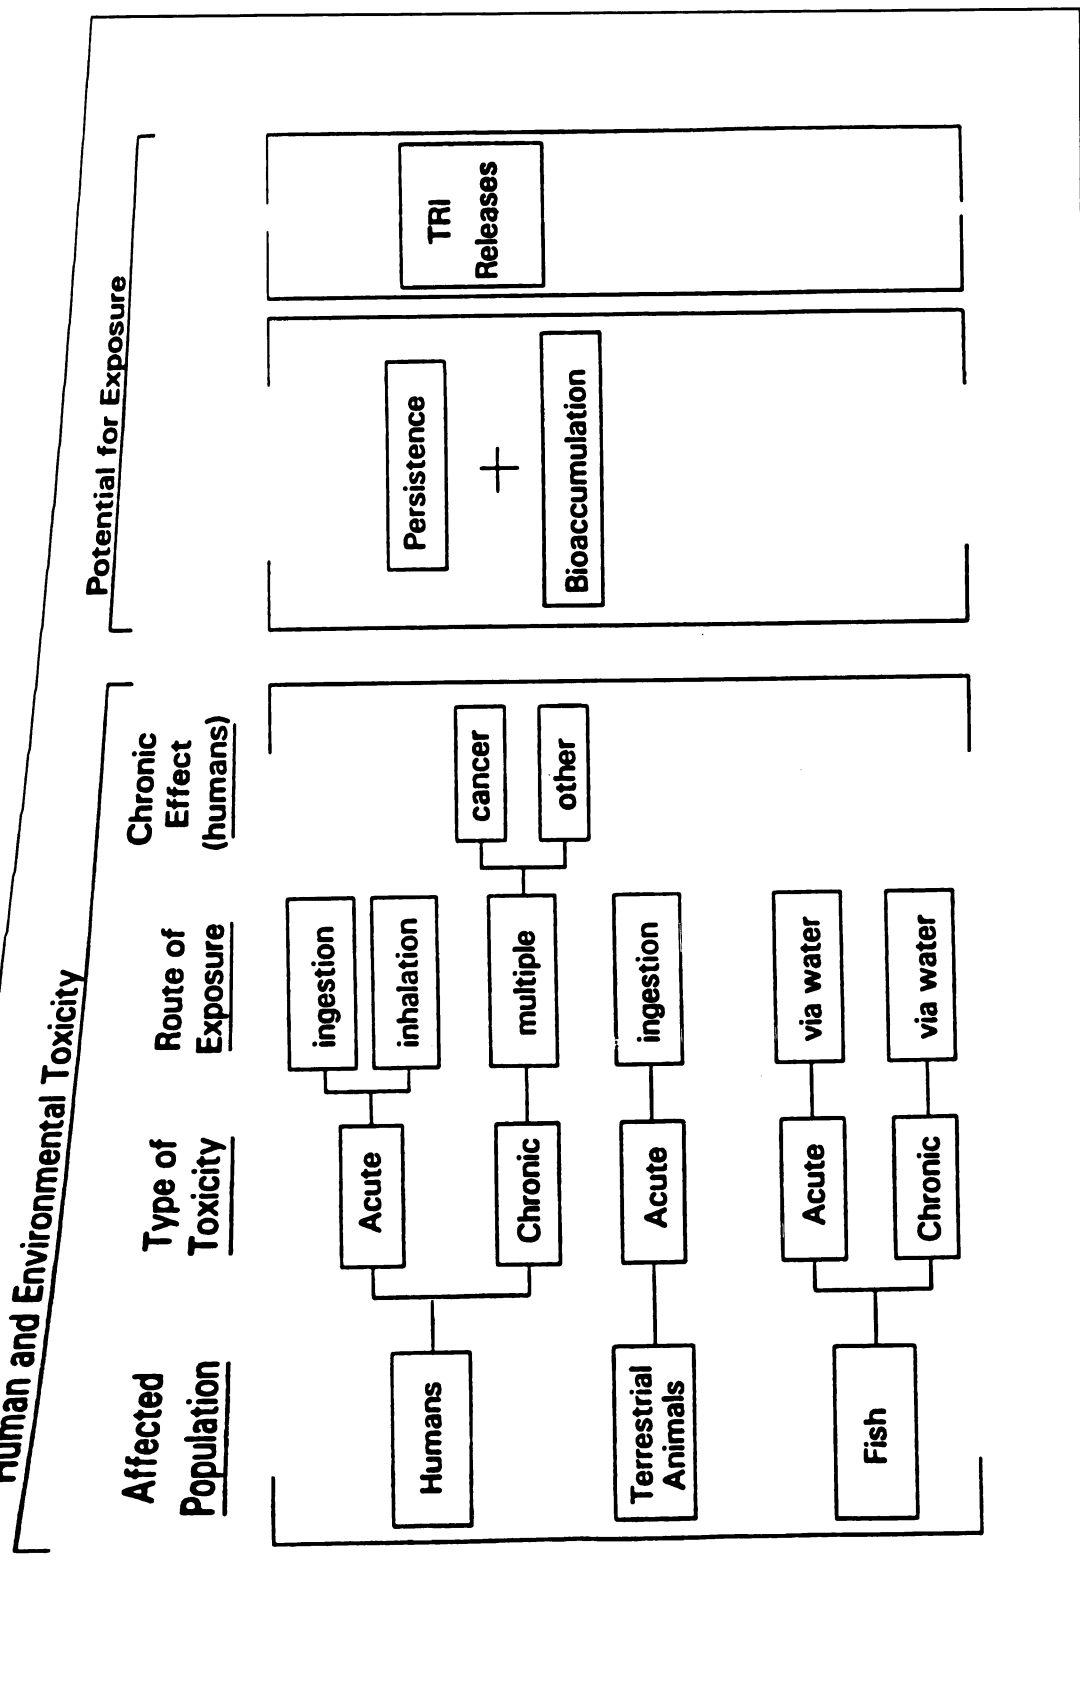 Human and Environmental Toxicity
Potential for Exposure
Affected
Population
Type of
Toxicity
Route of
Exposure
Chronic
Effect
(humans)
Humans
Acute
ingestion
inhalation
Chronic
multiple
cancer
other
Terrestrial
Animals
Acute
ingestion
Fish
Acute
via water
Chronic
via water
Persistence
+
Bioaccumulation
TRI
Releases